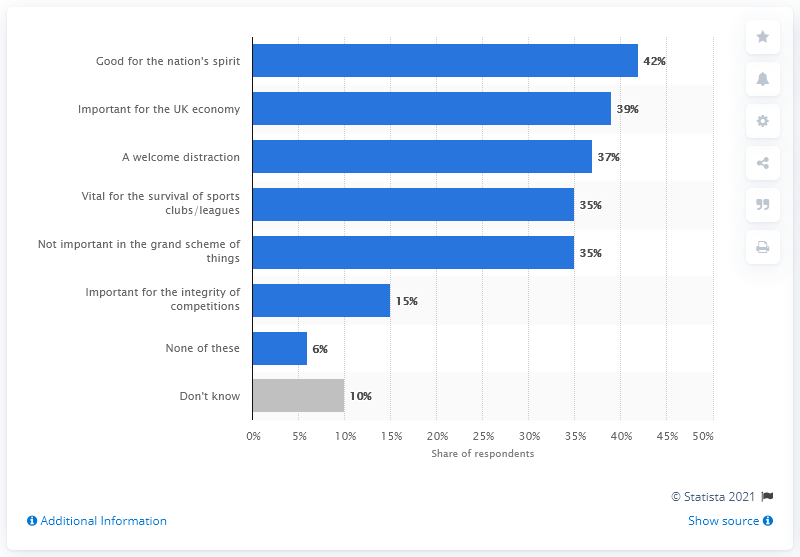 Good for the nation's spirit
42%
Important for the UK economy
39%
A welcome distraction
37%
Vital for the survival of sports
clubs/leagues
35%
Not important in the grand scheme of
things
35%
Important for the integrity of
competitions
15%
None of these
6%
Don't know
10%
0% 5% 10% 15% 20% 25% 30% 35% 40% 45% 50%
Share of respondents
© Statista 2021
Additional Information
Show source